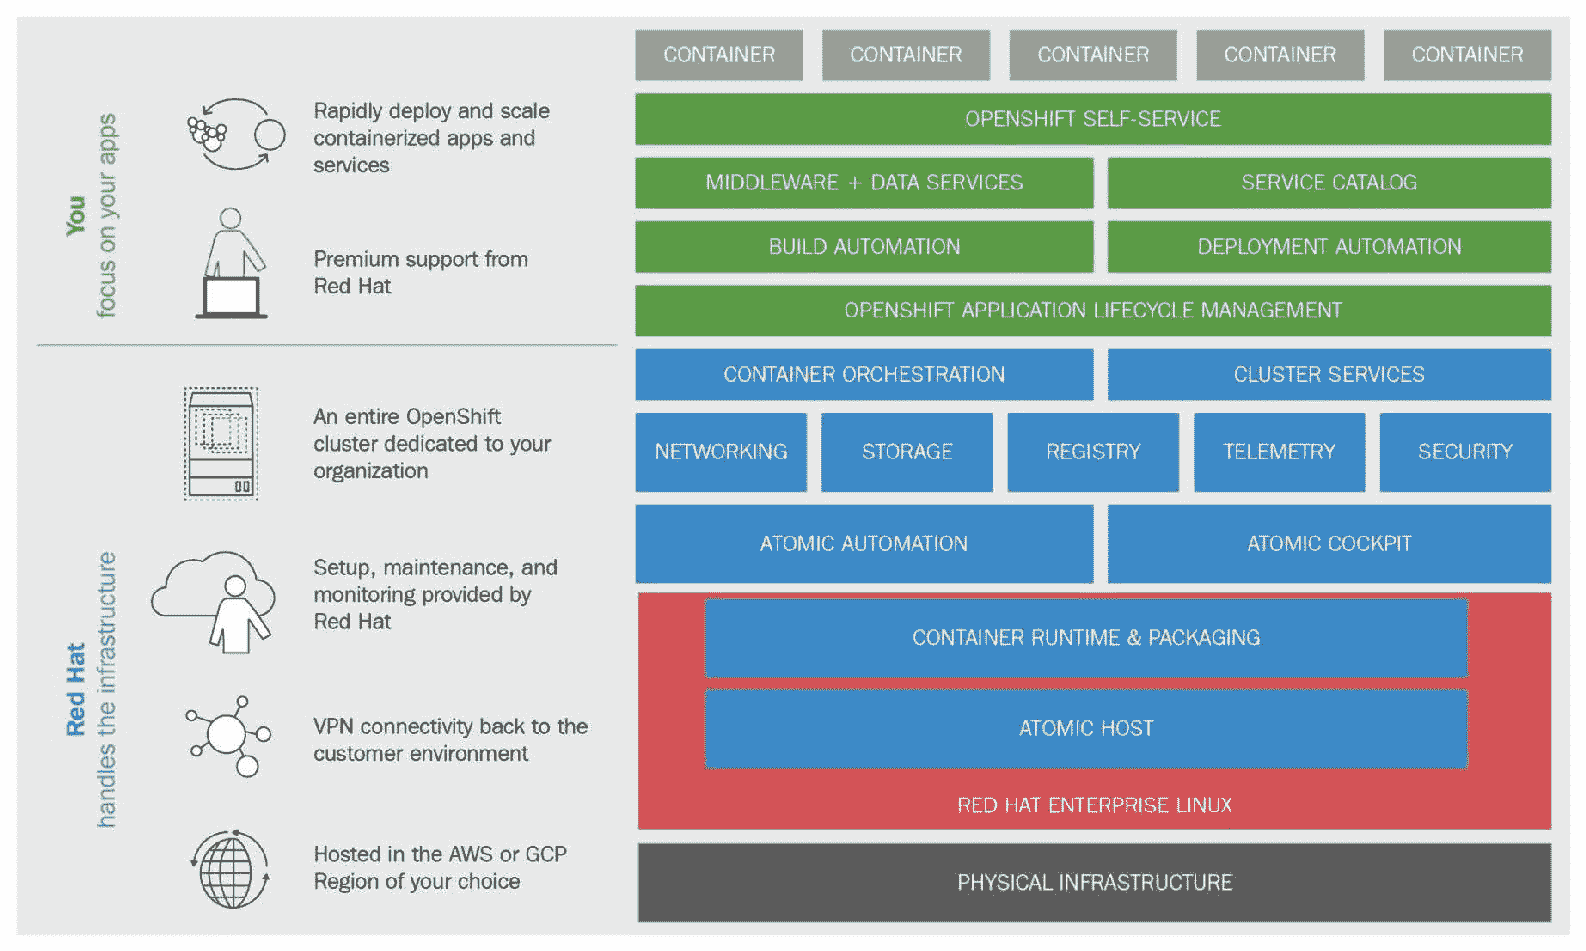 You
focus on your apps
Rapidly deploy and scale
containerized apps and
services
Premium support from
Red Hat
Red Hat
handles the infrastructure
An entire OpenShift
cluster dedicated to your
organization
Setup, maintenance, and
monitoring provided by
Red Hat
VPN connectivity back to the
customer environment
Hosted in the AWS or GCP
Region of your choice
CONTAINER CONTAINER CONTAINER CONTAINER CONTAINER
OPENSHIFT SELF-SERVICE
MIDDLEWARE + DATA SERVICES SERVICE CATALOG
BUILD AUTOMATION DEPLOYMENT AUTOMATION
OPENSHIFT APPLICATION LIFECYCLE MANAGEMENT
CONTAINER ORCHESTRATION CLUSTER SERVICES
NETWORKING STORAGE REGISTRY TELEMETRY SECURITY
ATOMIC AUTOMATION ATOMIC COCKPIT
CONTAINER RUNTIME & PACKAGING
ATOMIC HOST
RED HAT ENTERPRISE LINUX
PHYSICAL INFRASTRUCTURE